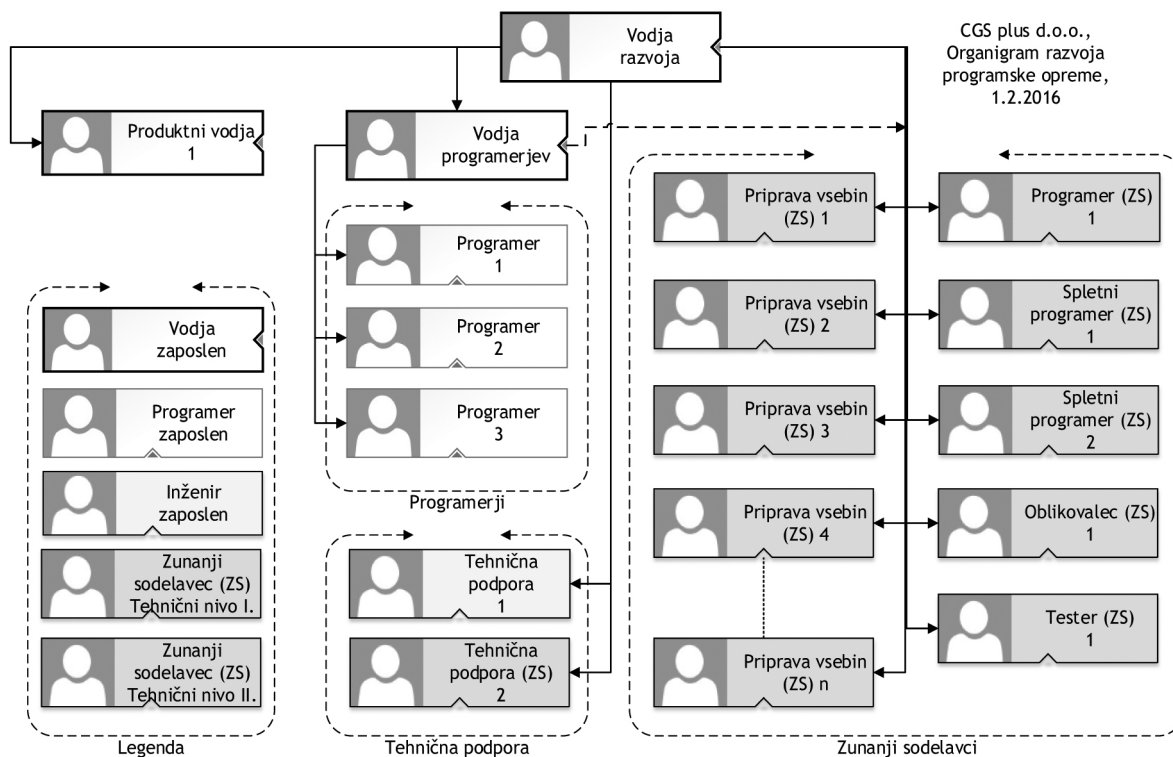 Vodja
razvoja
CGS plus d.o.o.,
Organigram razvoja
programske opreme,
1.2.2016
Produktni vodja
1
Vodja
programerjev
Programer
1
Programer
2
Programer
3
Programerji
Tehnična
podpora
1
Tehnična
podpora (ZS)
2
Tehnična podpora
Priprava vsebin
(ZS) 1
Priprava vsebin
(ZS) 2
Priprava vsebin
(ZS) 3
Priprava vsebin
(ZS) 4
Priprava vsebin
(ZS) n
Programer (ZS)
1
Spletni
programer (ZS)
1
Spletni
programer (ZS)
2
Oblikovalec (ZS)
1
Tester (ZS)
1
Zunanji sodelavci
Vodja
zaposlen
Programer
zaposlen
Inženir
zaposlen
Zunanji
sodelavec (ZS)
Tehnični nivo I.
Zunanji
sodelavec (ZS)
Tehnični nivo II.
Legenda